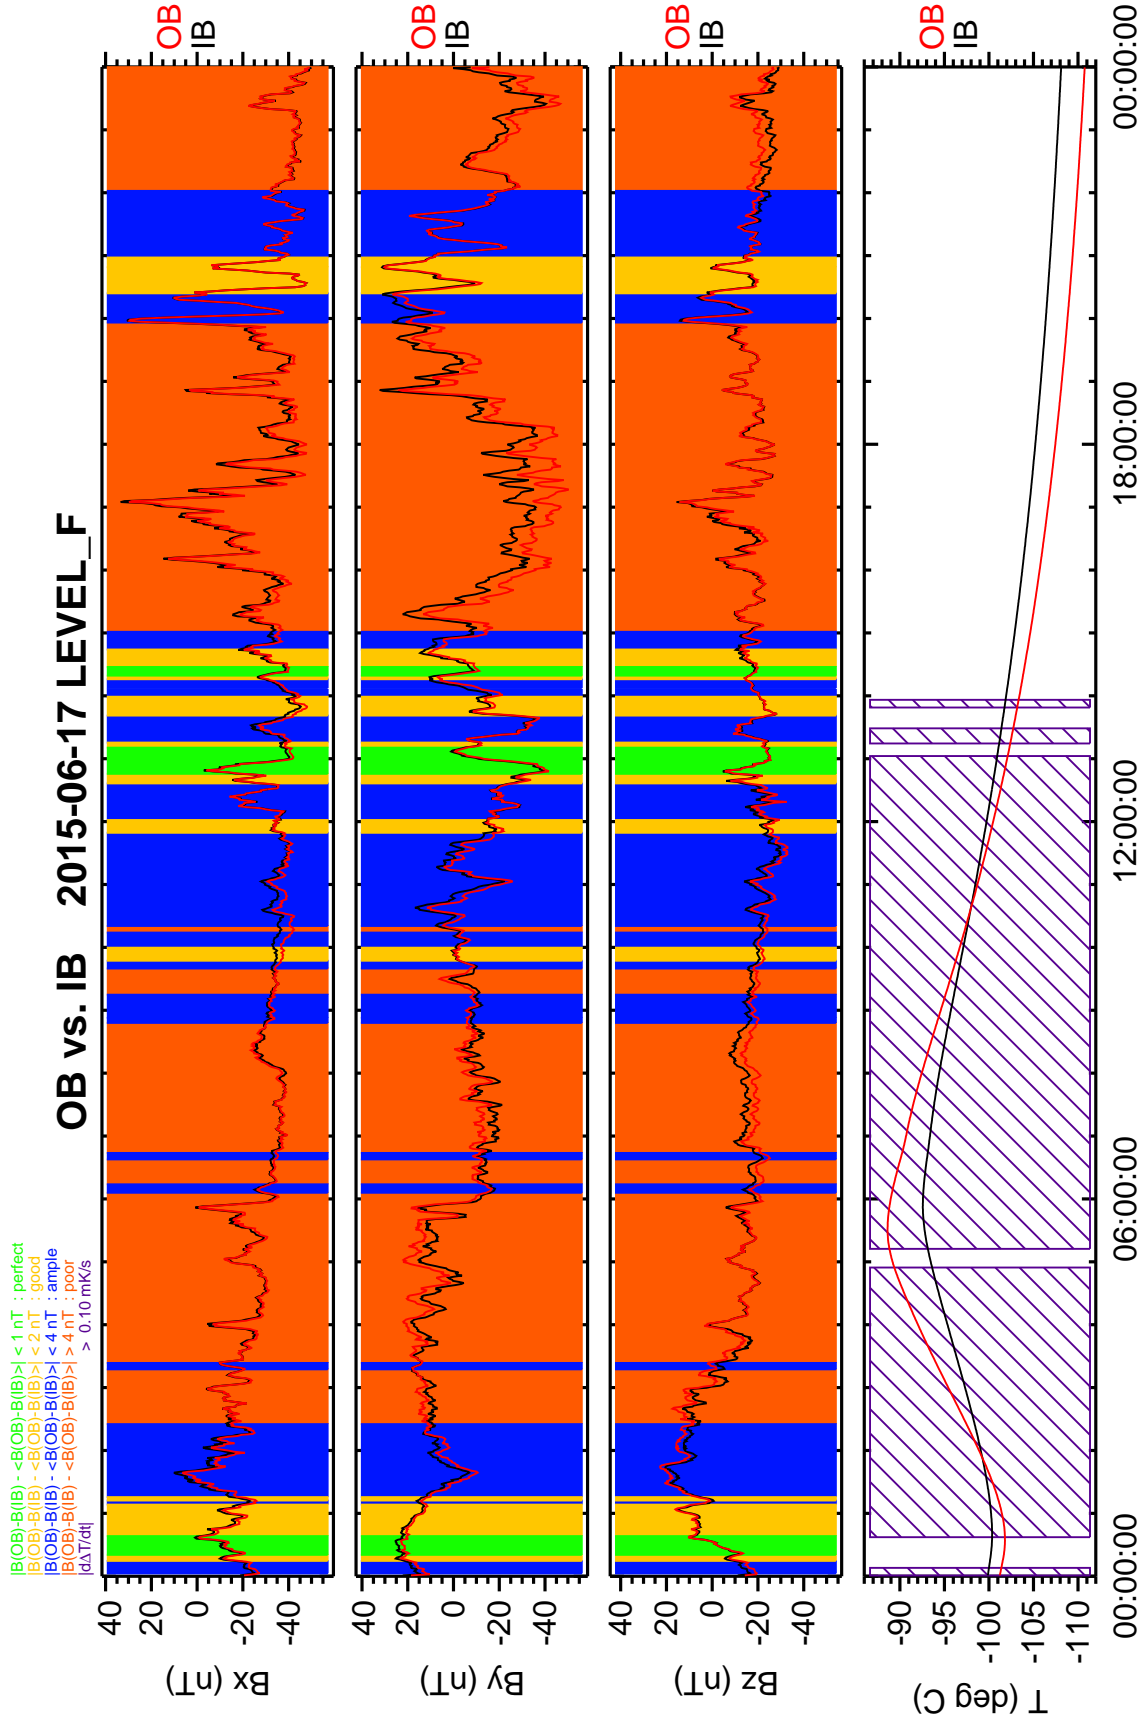 OB vs. IB 2015-06-17 LEVEL_F
|B(OB)-B(IB) - <B(OB)-B(IB)>| < 1 nT : perfect
|B(OB)-B(IB) - <B(OB)-B(IB)>| < 2 nT : good
|B(OB)-B(IB) - <B(OB)-B(IB)>| < 4 nT : ample
|B(OB)-B(IB) - <B(OB)-B(IB)>| > 4 nT : poor
|dΔT/dt| > 0.10 mK/s
Bx (nT)
40
20
0
-20
-40
OB
IB
By (nT)
40
20
0
-20
-40
OB
IB
Bz (nT)
40
20
0
-20
-40
OB
IB
T (deg C)
-90
-95
-100
-105
-110
OB
IB
00:00:00 06:00:00 12:00:00 18:00:00 00:00:00